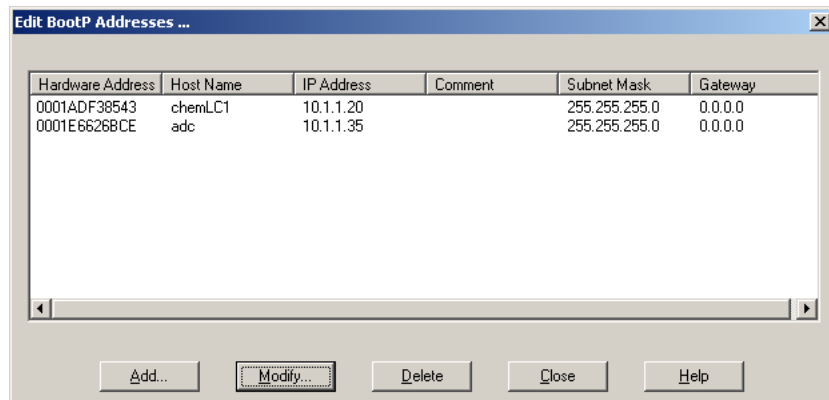 Edit BootP Addresses ...
Hardware Address Host Name IP Address Comment Subnet Mask Gateway
0001ADF38543 chemLC1 10.1.1.20 255.255.255.0 0.0.0.0
0001E6626BCE adc 10.1.1.35 255.255.255.0 0.0.0.0
Add... Modify... Delete Close Help